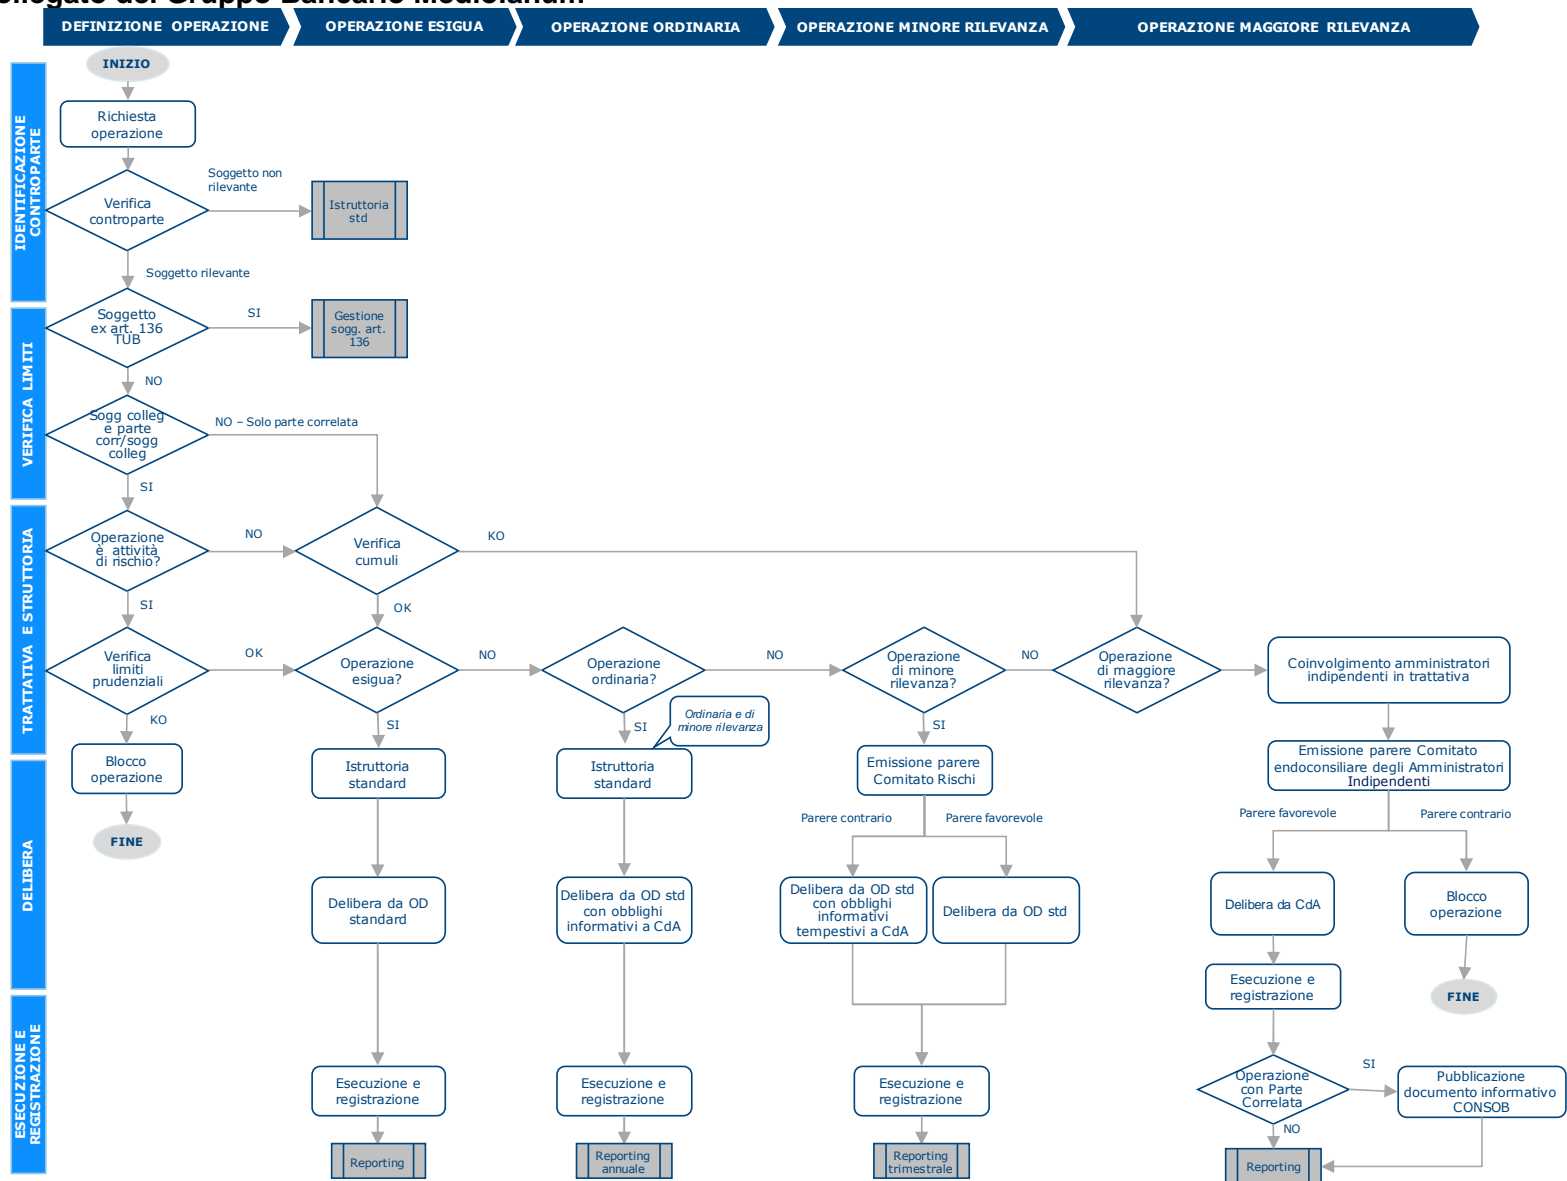 DEFINIZIONE OPERAZIONE
OPERAZIONE ESIGUA
OPERAZIONE ORDINARIA
OPERAZIONE MINORE RILEVANZA
OPERAZIONE MAGGIORE RILEVANZA
IDENTIFICAZIONE
CONTROPARTE
INIZIO
Richiesta
operazione
Verifica
controparte
Soggetto non
rilevante
Istruttoria
std
Soggetto rilevante
VERIFICA LIMITI
Soggetto
ex art. 136
TUB
SI
Gestione
sogg. art.
136
NO
Sogg colleg
e parte
corr/sogg
colleg
NO – Solo parte correlata
SI
TRATTATIVA E STRUTTORIA
Operazione
è attività
di rischio?
NO
Verifica
cumuli
KO
SI
OK
Verifica
limiti
prudenziali
OK
Operazione
esigua?
NO
Operazione
ordinaria?
NO
Operazione
di minore
rilevanza?
NO
Operazione
di maggiore
rilevanza?
Coinvolgimento amministratori
indipendenti in trattativa
KO
SI
SI
Ordinaria e di
minore rilevanza
SI
Blocco
operazione
Istruttoria
standard
Istruttoria
standard
Emissione parere
Comitato Rischi
Emissione parere Comitato
endoconsiliare degli Amministratori
Indipendenti
DELIBERA
FINE
Parere contrario
Parere favorevole
Parere favorevole
Parere contrario
Delibera da OD
standard
Delibera da OD std
con obblighi
informativi a CdA
Delibera da OD std
con obblighi
informativi
tempestivi a CdA
Delibera da OD std
Delibera da CdA
Blocco
operazione
Esecuzione e
registrazione
FINE
ESECUZIONE E
REGISTRAZIONE
Esecuzione e
registrazione
Esecuzione e
registrazione
Esecuzione e
registrazione
Operazione
con Parte
Correlata
SI
Pubblicazione
documento informativo
CONSOB
NO
Reporting
Reporting
annuale
Reporting
trimestrale
Reporting